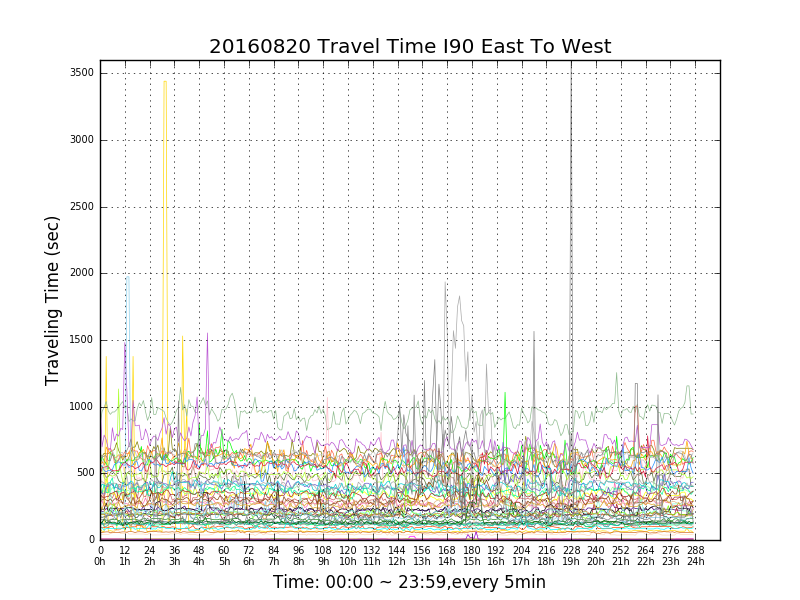 20160820 Travel Time I90 East To West
Traveling Time (sec)
3500
3000
2500
2000
1500
1000
500
0
0 12 24 36 48 60 72 84 96 108 120 132 144 156 168 180 192 204 216 228 240 252 264 276 288
0h 1h 2h 3h 4h 5h 6h 7h 8h 9h 10h 11h 12h 13h 14h 15h 16h 17h 18h 19h 20h 21h 22h 23h 24h
Time: 00:00 ~ 23:59,every 5min